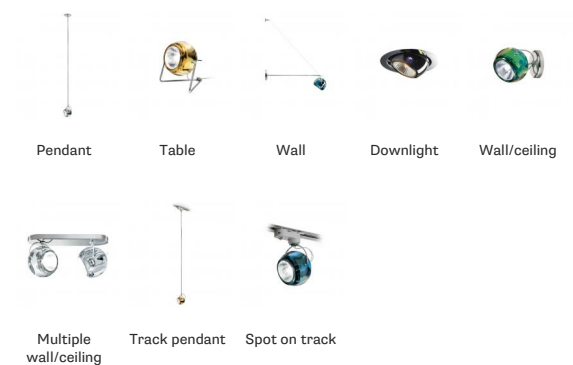 Pendant
Table
Wall
Downlight
Wall/ceiling
Multiple
wall/ceiling
Track pendant
Spot on track